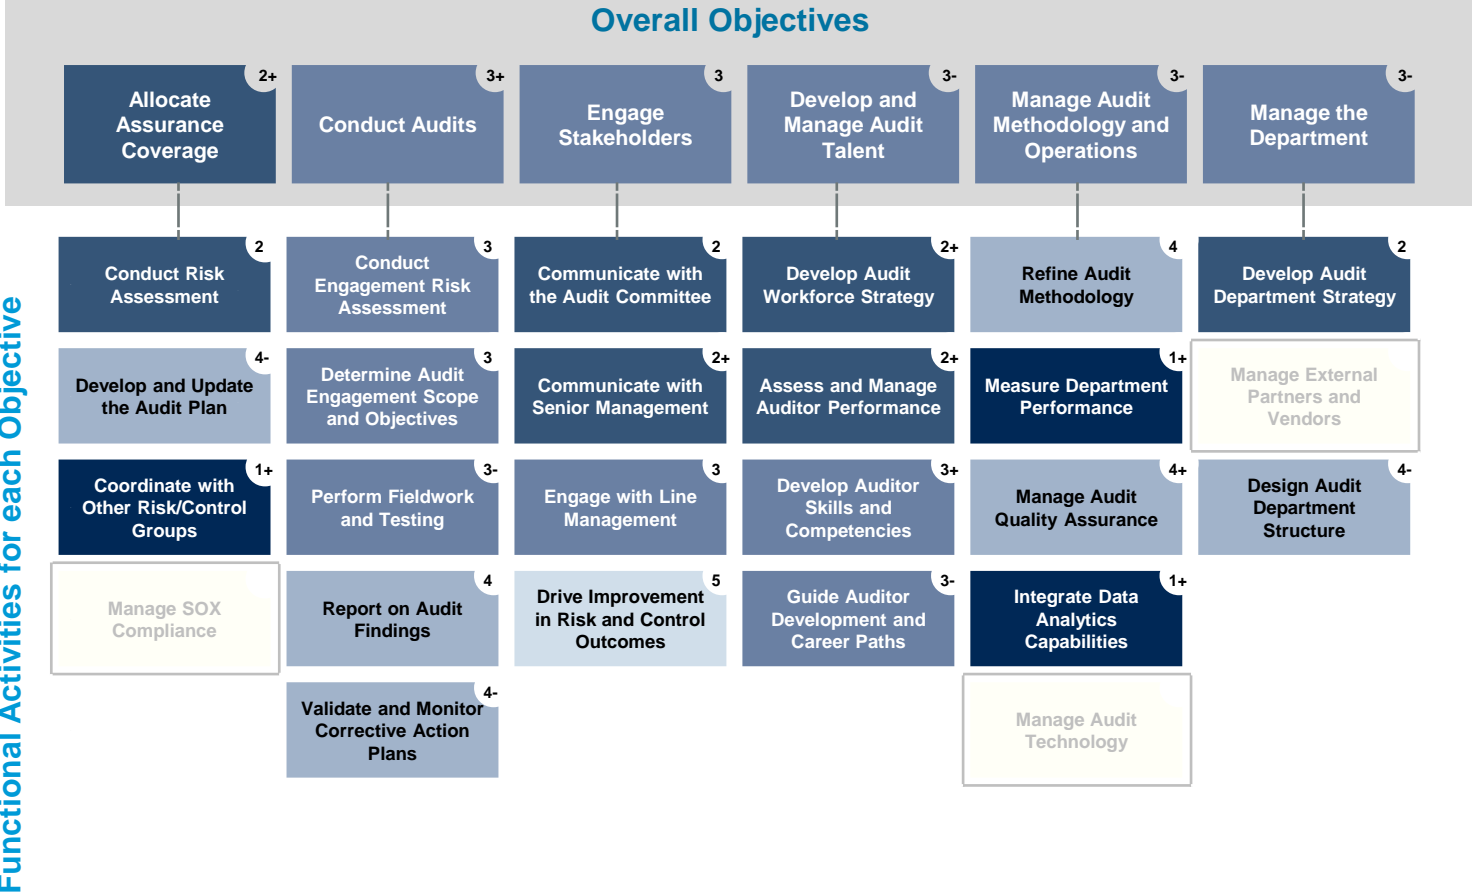 Overall Objectives
2+
Allocate
Assurance
Coverage
3+
Conduct Audits
3
Engage
Stakeholders
3-
Develop and
Manage Audit
Talent
3-
Manage Audit
Methodology and
Operations
3-
Manage the
Department
Functional Activities for each Objective
2
Conduct Risk
Assessment
3
Conduct
Engagement Risk
Assessment
2
Communicate with
the Audit Committee
2+
Develop Audit
Workforce Strategy
4
Refine Audit
Methodology
2
Develop Audit
Department Strategy
4-
Develop and Update
the Audit Plan
3
Determine Audit
Engagement Scope
and Objectives
2+
Communicate with
Senior Management
2+
Assess and Manage
Auditor Performance
1+
Measure Department
Performance
Manage External
Partners and
Vendors
1+
Coordinate with
Other Risk/Control
Groups
3-
Perform Fieldwork
and Testing
3
Engage with Line
Management
3+
Develop Auditor
Skills and
Competencies
4+
Manage Audit
Quality Assurance
4-
Design Audit
Department
Structure
Manage SOX
Compliance
4
Report on Audit
Findings
5
Drive Improvement
in Risk and Control
Outcomes
3-
Guide Auditor
Development and
Career Paths
1+
Integrate Data
Analytics
Capabilities
4-
Validate and Monitor
Corrective Action
Plans
Manage Audit
Technology